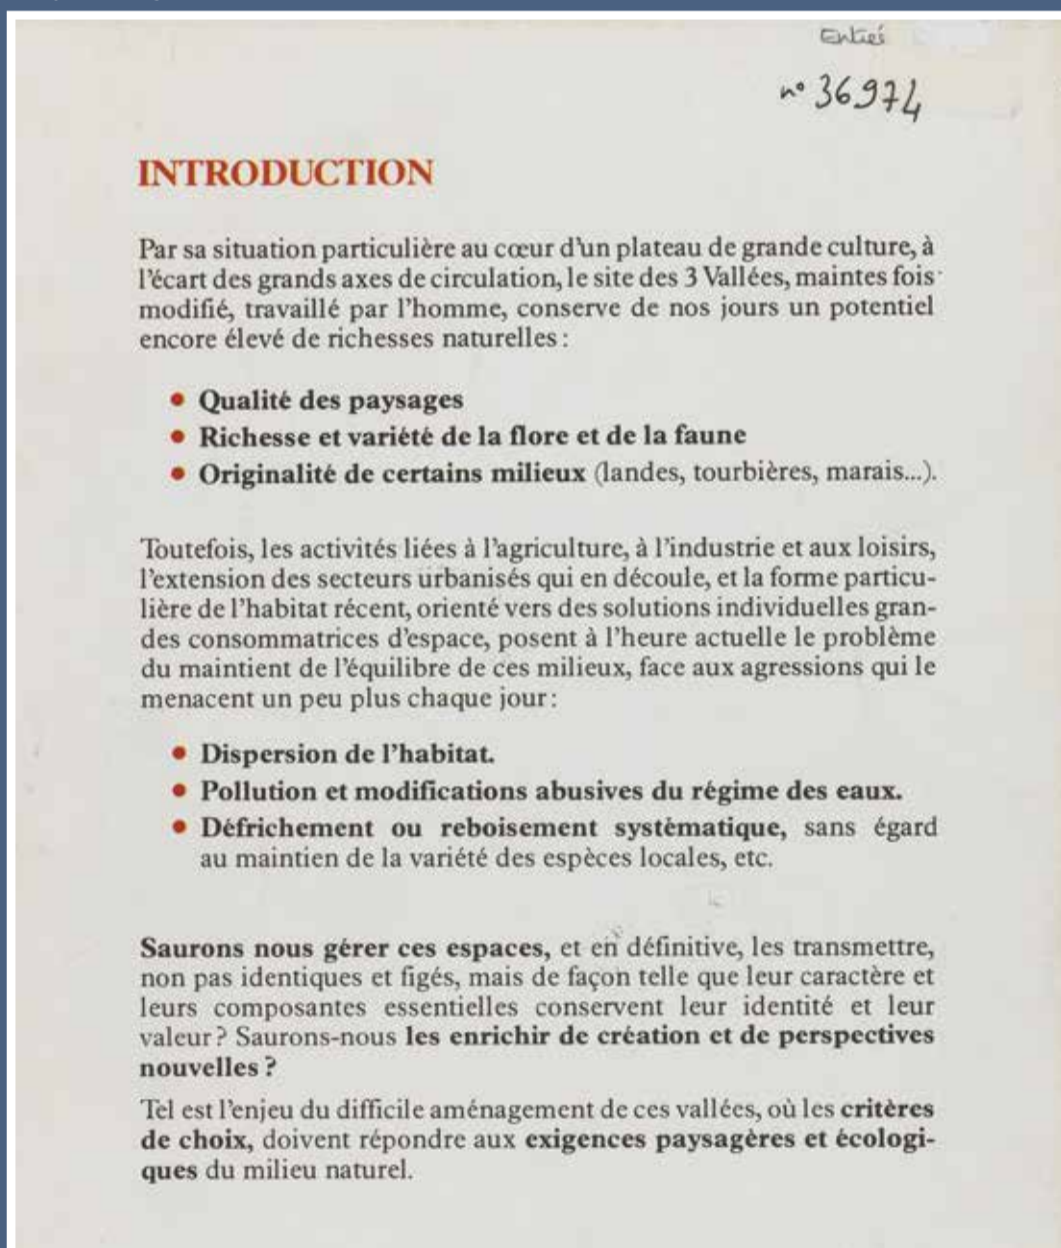 Entrés
n° 36974
INTRODUCTION
Par sa situation particulière au cœur d'un plateau de grande culture, à
l'écart des grands axes de circulation, le site des 3 Vallées, maintes fois
modifié, travaillé par l'homme, conserve de nos jours un potentiel
encore élevé de richesses naturelles :
• Qualité des paysages
• Richesse et variété de la flore et de la faune
• Originalité de certains milieux (landes, tourbières, marais...).
Toutefois, les activités liées à l'agriculture, à l'industrie et aux loisirs,
l'extension des secteurs urbanisés qui en découle, et la forme particu-
lière de l'habitat récent, orienté vers des solutions individuelles gran-
des consommatrices d'espace, posent à l'heure actuelle le problème
du maintient de l'équilibre de ces milieux, face aux agressions qui le
menacent un peu plus chaque jour :
• Dispersion de l'habitat.
• Pollution et modifications abusives du régime des eaux.
• Défrichement ou reboisement systématique, sans égard
au maintien de la variété des espèces locales, etc.
Saurons nous gérer ces espaces, et en définitive, les transmettre,
non pas identiques et figés, mais de façon telle que leur caractère et
leurs composantes essentielles conservent leur identité et leur
valeur ? Saurons-nous les enrichir de création et de perspectives
nouvelles ?
Tel est l'enjeu du difficile aménagement de ces vallées, où les critères
de choix, doivent répondre aux exigences paysagères et écologi-
ques du milieu naturel.